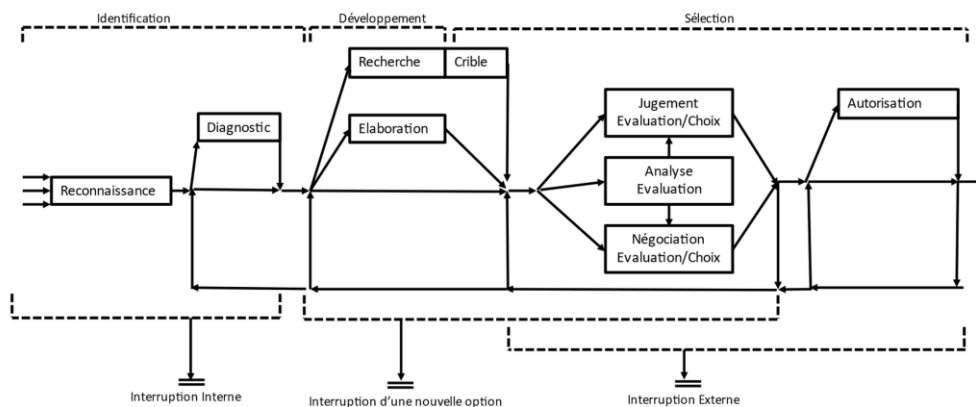 Identification
Développement
Sélection
Recherche
Crible
Jugement
Evaluation/Choix
Autorisation
Diagnostic
Elaboration
Reconnaissance
Analyse
Evaluation
Négociation
Evaluation/Choix
Interruption Interne
Interruption d'une nouvelle option
Interruption Externe